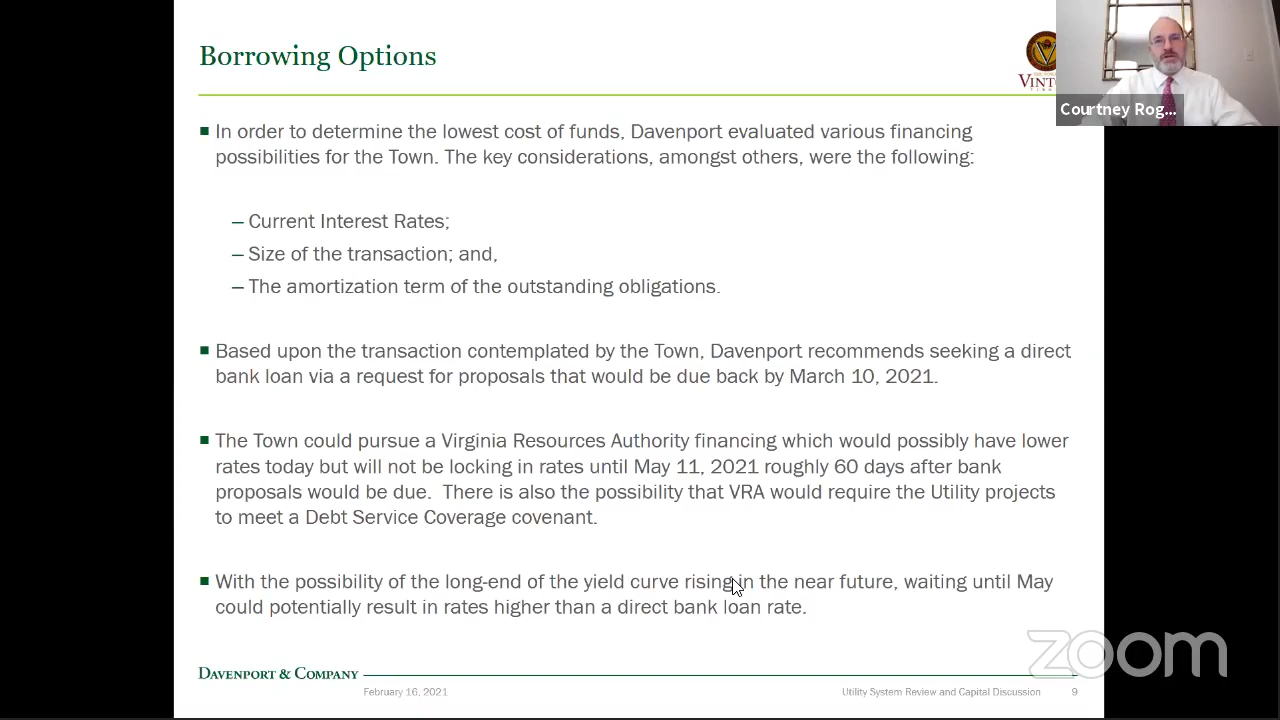 Borrowing Options
Courtney Rog...
▪ In order to determine the lowest cost of funds, Davenport evaluated various financing
possibilities for the Town. The key considerations, amongst others, were the following:
– Current Interest Rates;
– Size of the transaction; and,
– The amortization term of the outstanding obligations.
▪ Based upon the transaction contemplated by the Town, Davenport recommends seeking a direct
bank loan via a request for proposals that would be due back by March 10, 2021.
▪ The Town could pursue a Virginia Resources Authority financing which would possibly have lower
rates today but will not be locking in rates until May 11, 2021 roughly 60 days after bank
proposals would be due. There is also the possibility that VRA would require the Utility projects
to meet a Debt Service Coverage covenant.
▪ With the possibility of the long-end of the yield curve rising in the near future, waiting until May
could potentially result in rates higher than a direct bank loan rate.
zoom
DAVENPORT & COMPANY
February 16, 2021
Utility System Review and Capital Discussion 9